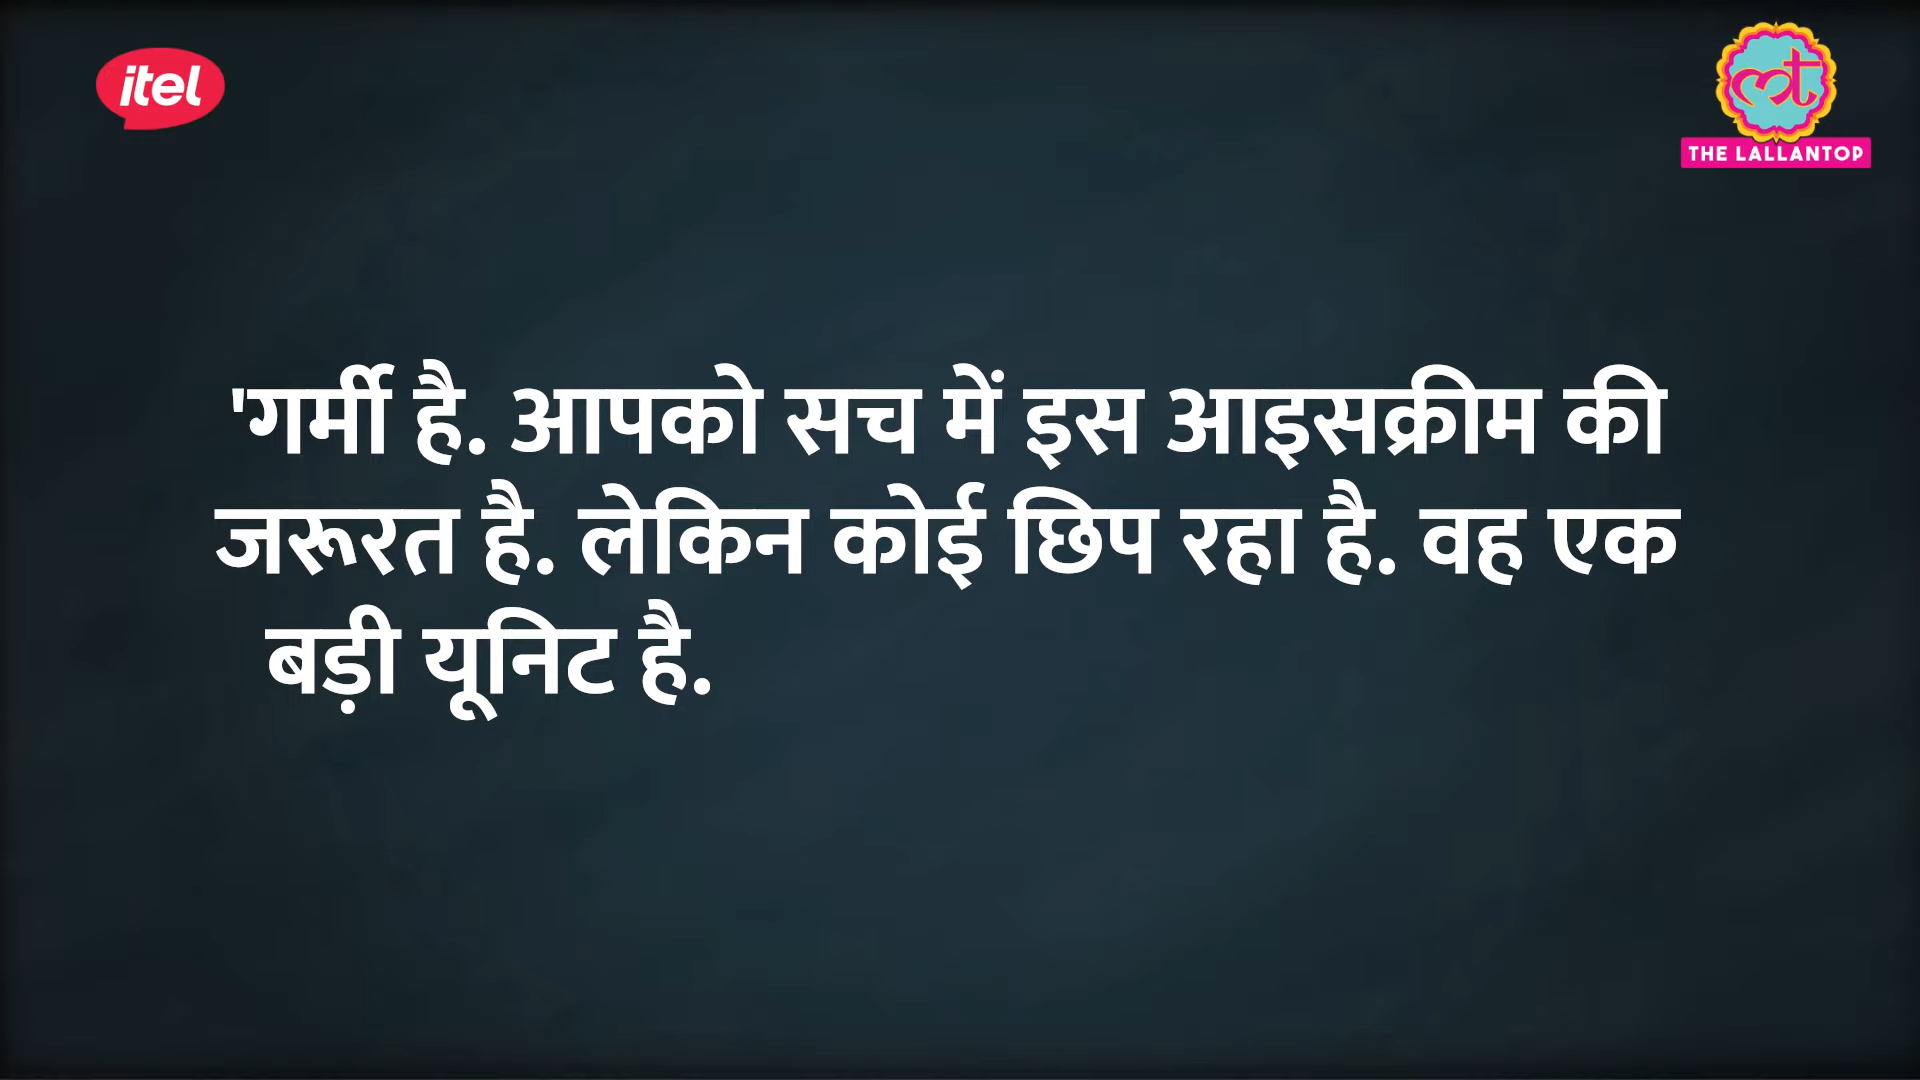 itel
THE LALLANTOP
'गर्मी है. आपको सच में इस आइसक्रीम की
जरूरत है. लेकिन कोई छिप रहा है. वह एक
बड़ी यूनिट है.